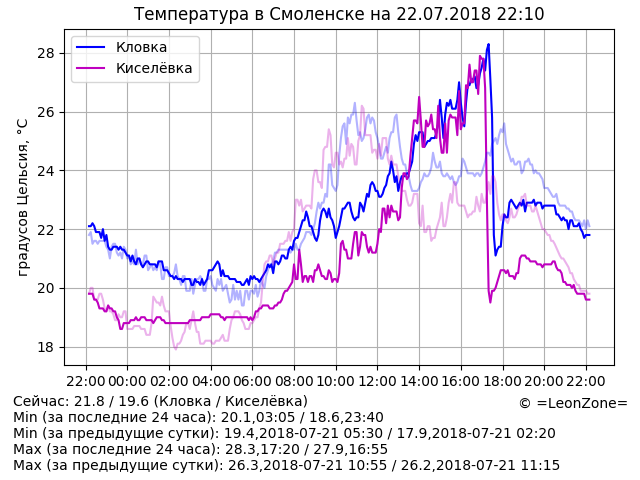 Температура в Смоленске на 22.07.2018 22:10
Кловка
Киселёвка
градусов Цельсия, °C
28
26
24
22
20
18
22:00 00:00 02:00 04:00 06:00 08:00 10:00 12:00 14:00 16:00 18:00 20:00 22:00
Сейчас: 21.8 / 19.6 (Кловка / Киселёвка)
© =LeonZone=
Min (за последние 24 часа): 20.1,03:05 / 18.6,23:40
Min (за предыдущие сутки): 19.4,2018-07-21 05:30 / 17.9,2018-07-21 02:20
Max (за последние 24 часа): 28.3,17:20 / 27.9,16:55
Max (за предыдущие сутки): 26.3,2018-07-21 10:55 / 26.2,2018-07-21 11:15